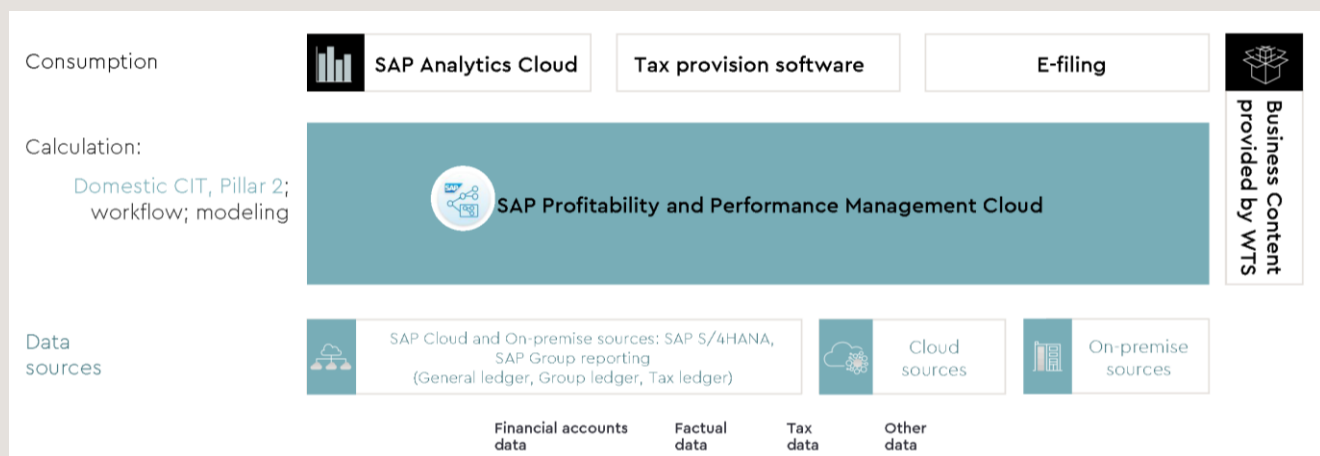 Consumption
SAP Analytics Cloud
Tax provision software
E-filing
Calculation:
Domestic CIT, Pillar 2;
workflow; modeling
SAP
SAP Profitability and Performance Management Cloud
Business Content
provided by WTS
Data
sources
SAP Cloud and On-premise sources: SAP S/4HANA,
SAP Group reporting
(General ledger, Group ledger, Tax ledger)
Cloud
sources
On-premise
sources
Financial accounts
data
Factual
data
Tax
data
Other
data